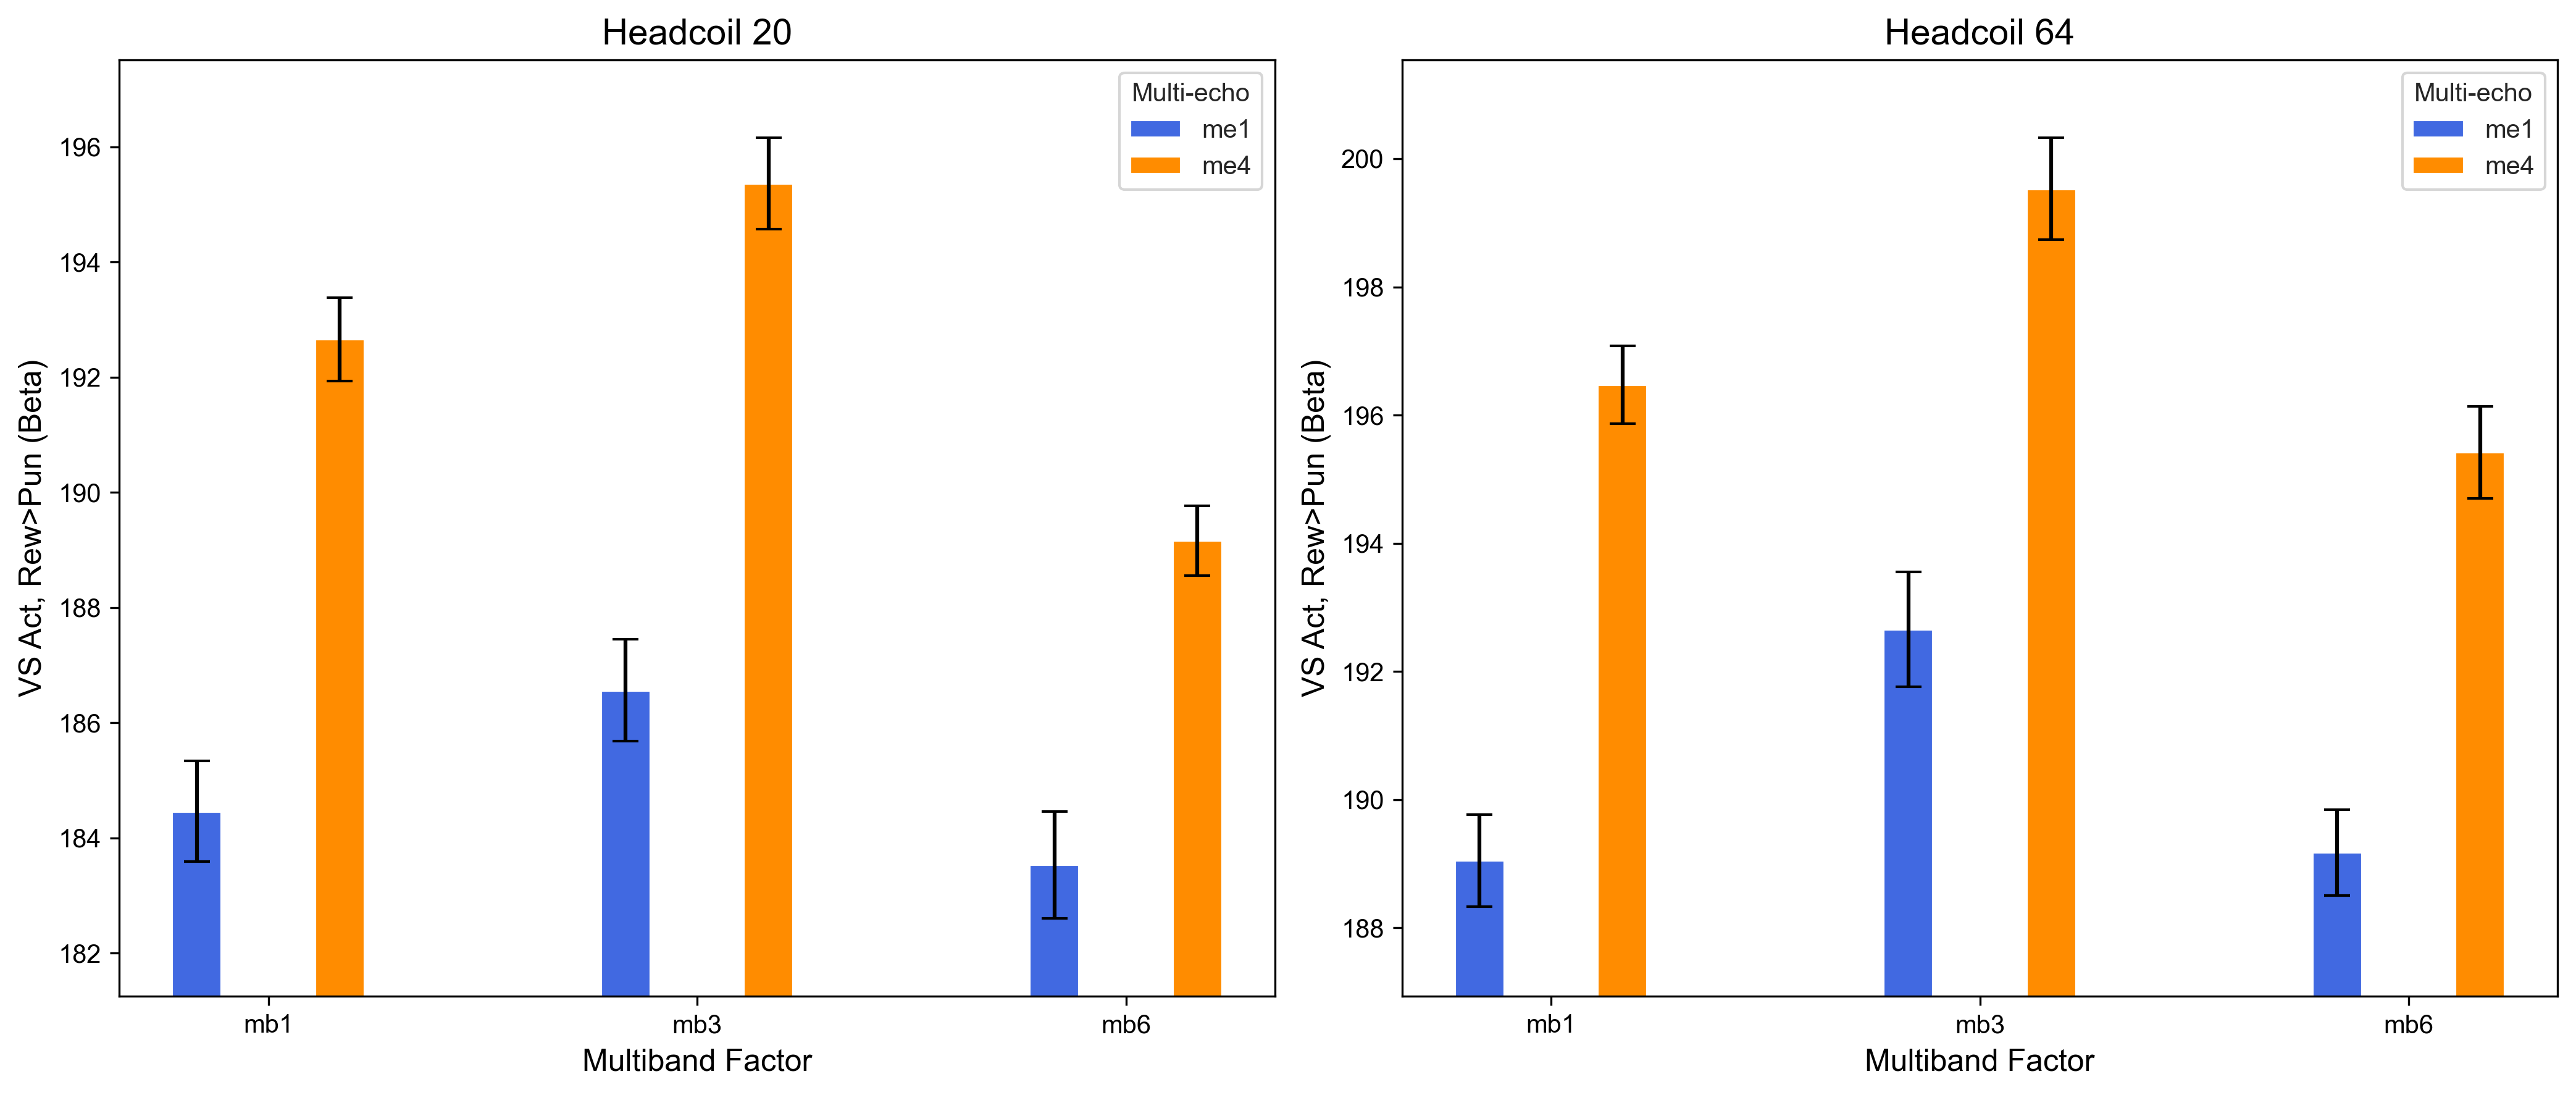 Headcoil 20
VS Act, Rew>Pun (Beta)
196
194
192
190
188
186
184
182
Multi-echo
me1
me4
mb1
mb3
mb6
Multiband Factor
Headcoil 64
VS Act, Rew>Pun (Beta)
200
198
196
194
192
190
188
Multi-echo
me1
me4
mb1
mb3
mb6
Multiband Factor